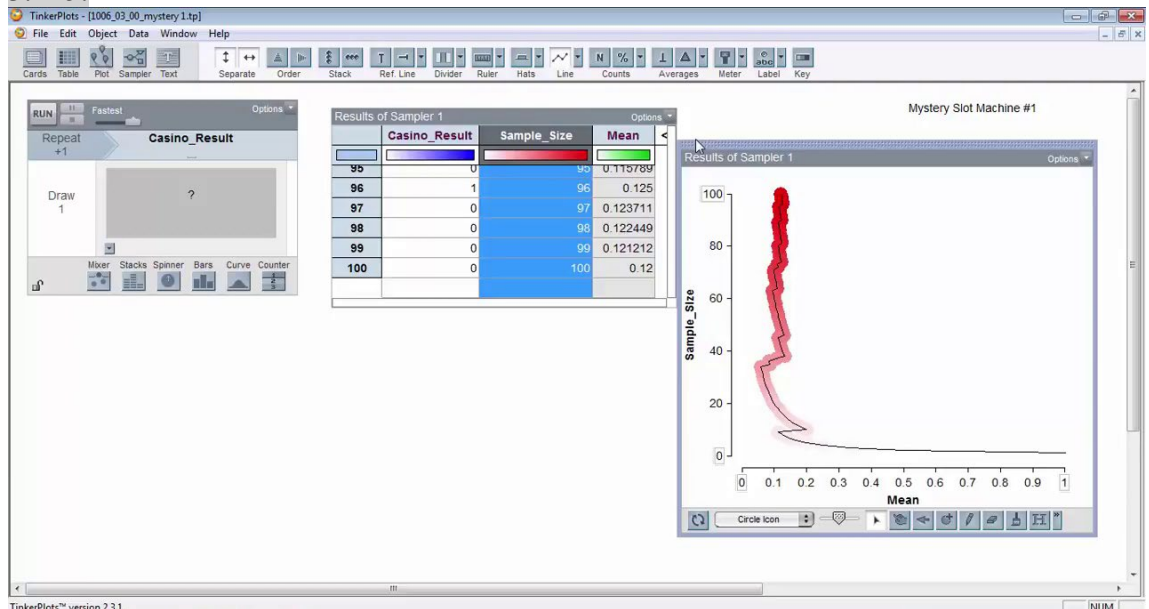 TinkerPlots - [1006_03_00_mystery 1.tp]
File Edit Object Data Window Help
Cards Table Plot Sampler Text Separate Order Stack Ref. Line Divider Ruler Hats Line Counts Averages Meter Label Key
RUN Fastest Options
Repeat +1 Casino_Result
Draw 1
?
Mixer Stacks Spinner Bars Curve Counter
Results of Sampler 1 Options
Casino_Result Sample_Size Mean <
95 0 95 0.115789
96 1 96 0.125
97 0 97 0.123711
98 0 98 0.122449
99 0 99 0.121212
100 0 100 0.12
Mystery Slot Machine #1
Results of Sampler 1 Options
100
80
60
40
20
0
Sample_Size
0 0.1 0.2 0.3 0.4 0.5 0.6 0.7 0.8 0.9 1
Mean
Circle Icon
TinkerPlots™ version 2.3.1
NUM